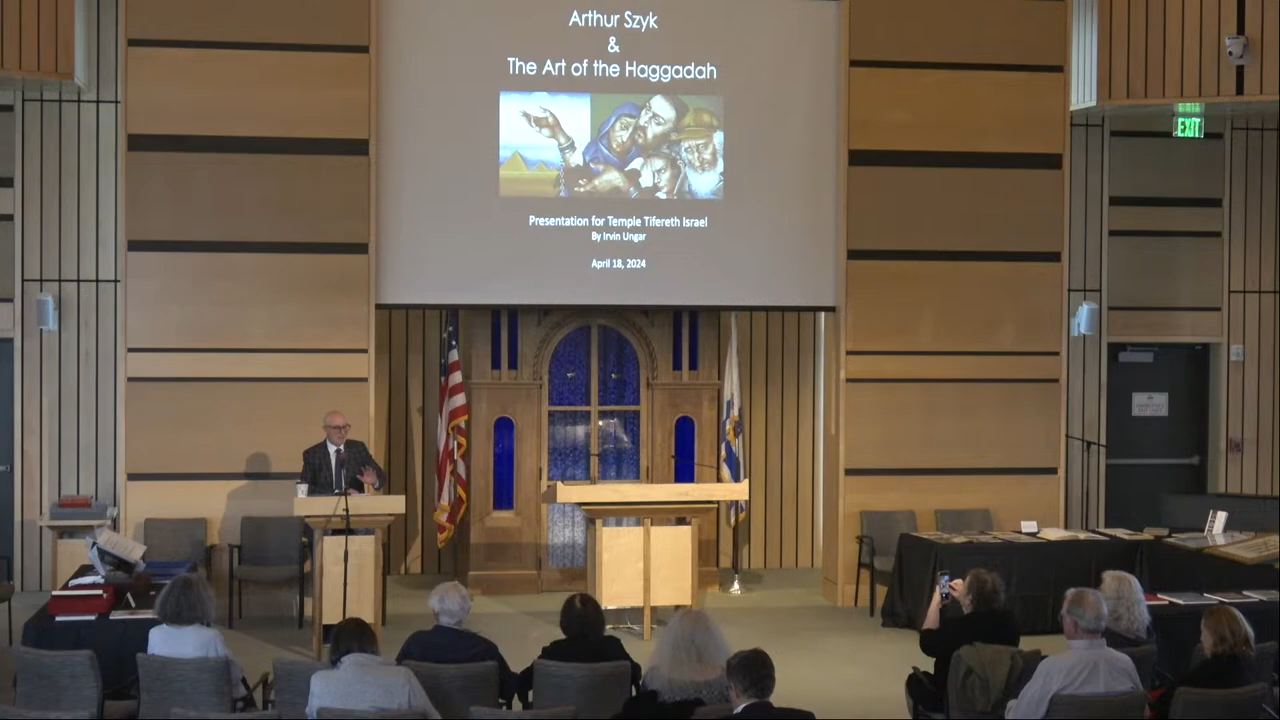 Arthur Szyk
&
The Art of the Haggadah
Presentation for Temple Tifereth Israel
By Irvin Ungar
April 18, 2024
EXIT